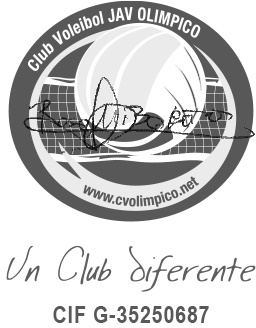 Club Voleibol JAV OLIMPICO
www.cvolimpico.net
Un Club diferente
CIF G-35250687